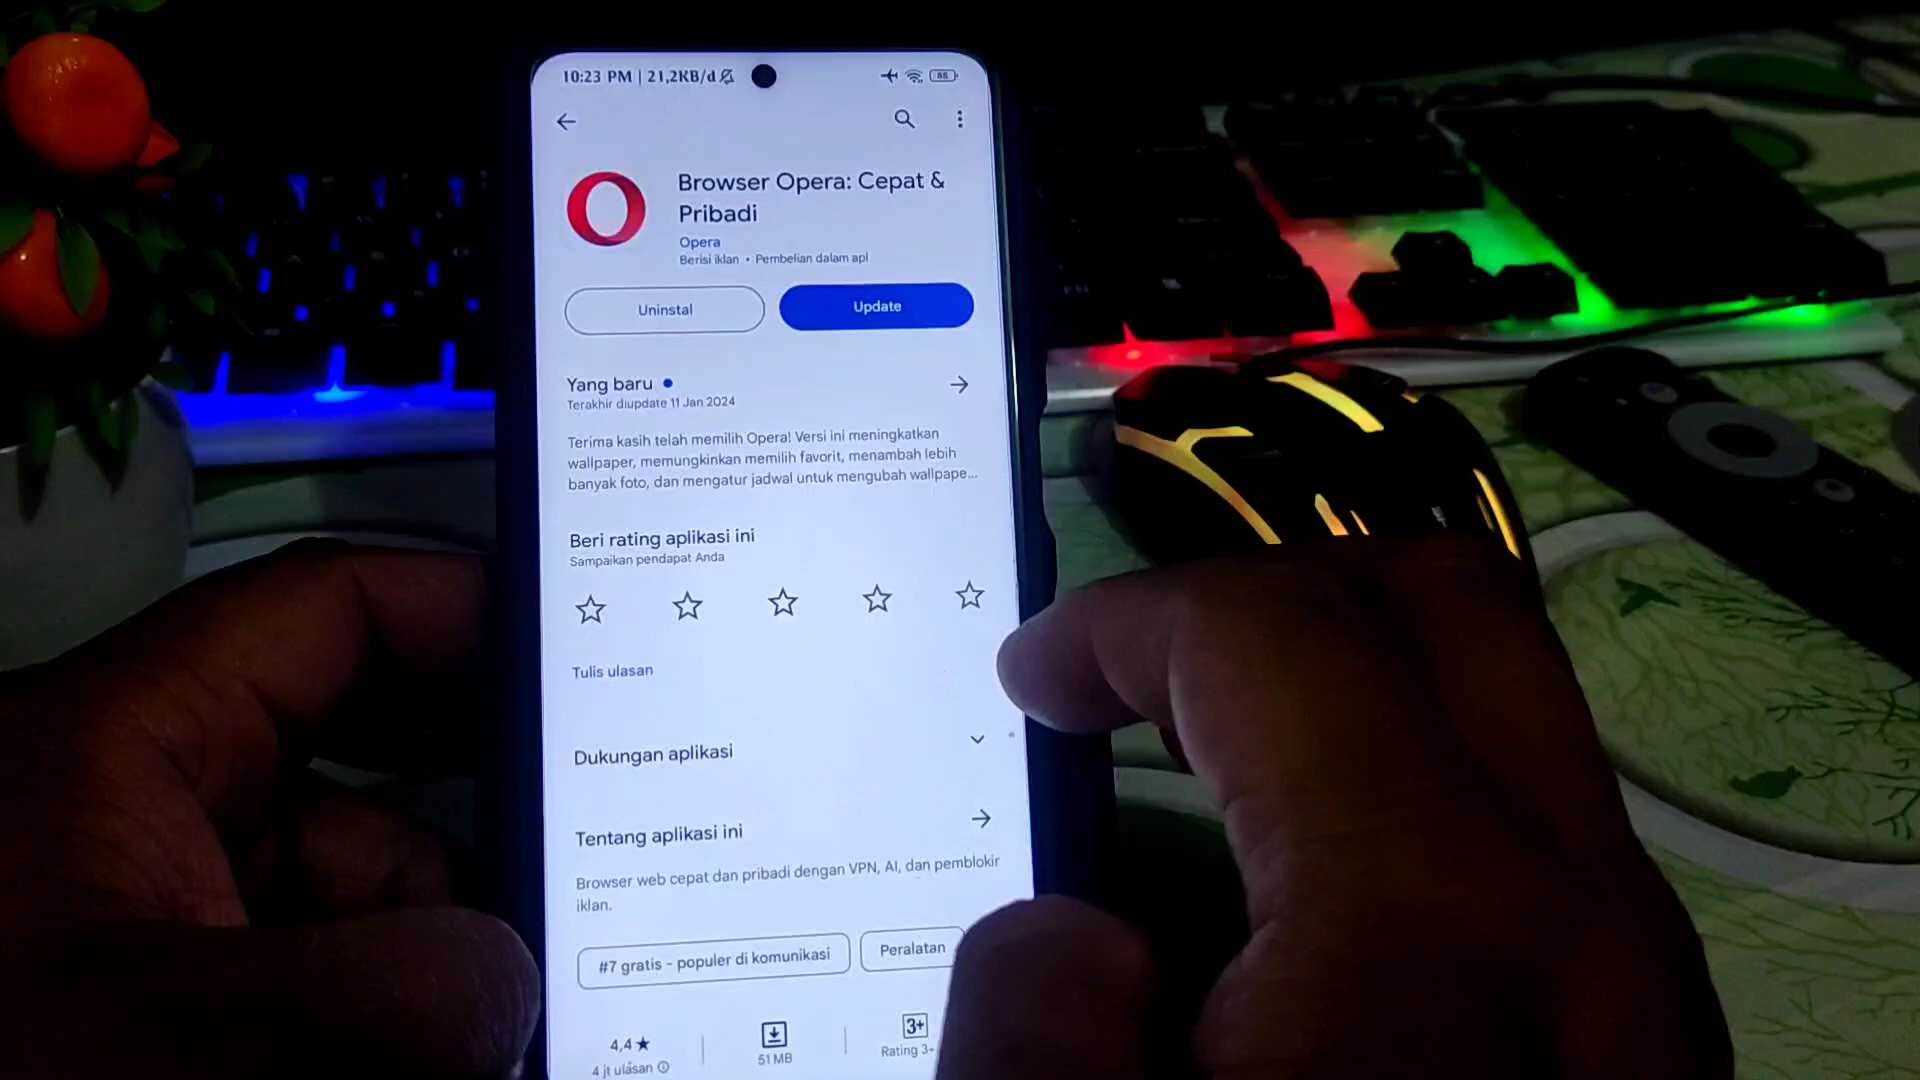 10:23 PM | 21,2KB/d
88
Browser Opera: Cepat &
Pribadi
Opera
Berisi iklan • Pembelian dalam apl
Uninstal
Update
Yang baru
Terakhir diupdate 11 Jan 2024
Terima kasih telah memilih Opera! Versi ini meningkatkan
wallpaper, memungkinkan memilih favorit, menambah lebih
banyak foto, dan mengatur jadwal untuk mengubah wallpape...
Beri rating aplikasi ini
Sampaikan pendapat Anda
Tulis ulasan
Dukungan aplikasi
Tentang aplikasi ini
Browser web cepat dan pribadi dengan VPN, AI, dan pemblokir
iklan.
#7 gratis - populer di komunikasi
Peralatan
4,4★
4 jt ulasan
51 MB
3+
Rating 3+